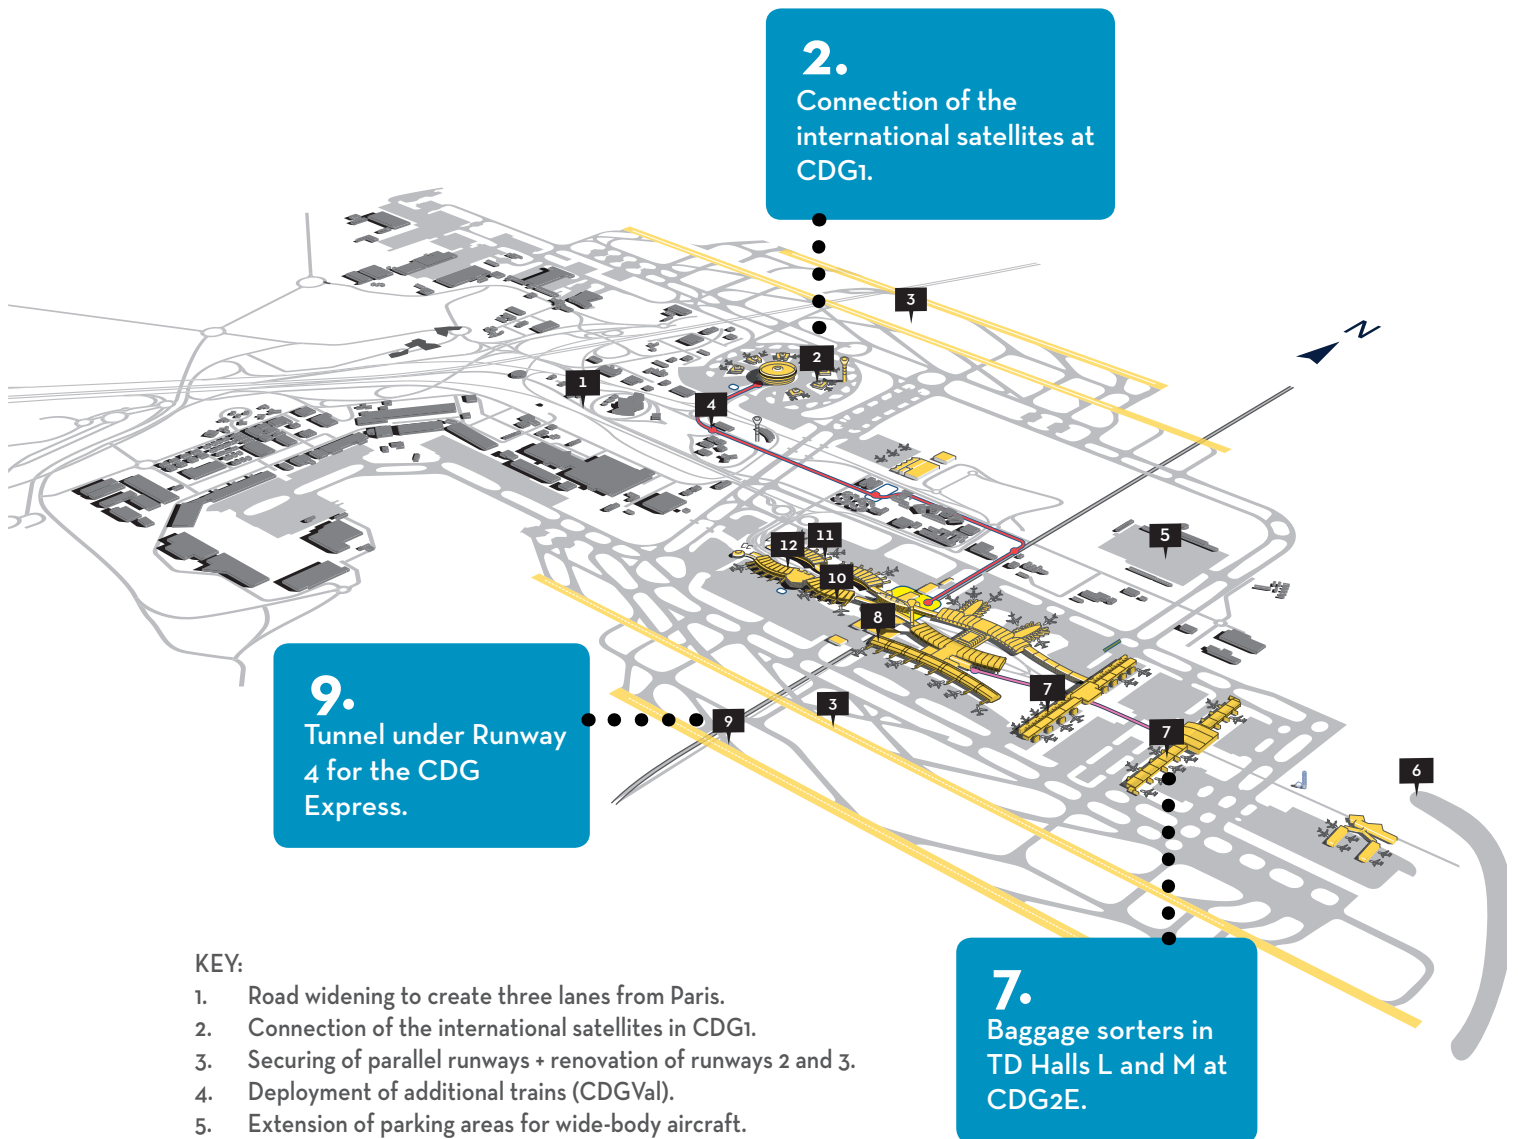 2.
Connection of the
international satellites at
CDG1.
3
N
2
1
4
5
11
12
10
8
7
3
9
7
6
9.
Tunnel under Runway
4 for the CDG
Express.
7.
Baggage sorters in
TD Halls L and M at
CDG2E.
KEY:
1. Road widening to create three lanes from Paris.
2. Connection of the international satellites in CDG1.
3. Securing of parallel runways + renovation of runways 2 and 3.
4. Deployment of additional trains (CDGVal).
5. Extension of parking areas for wide-body aircraft.